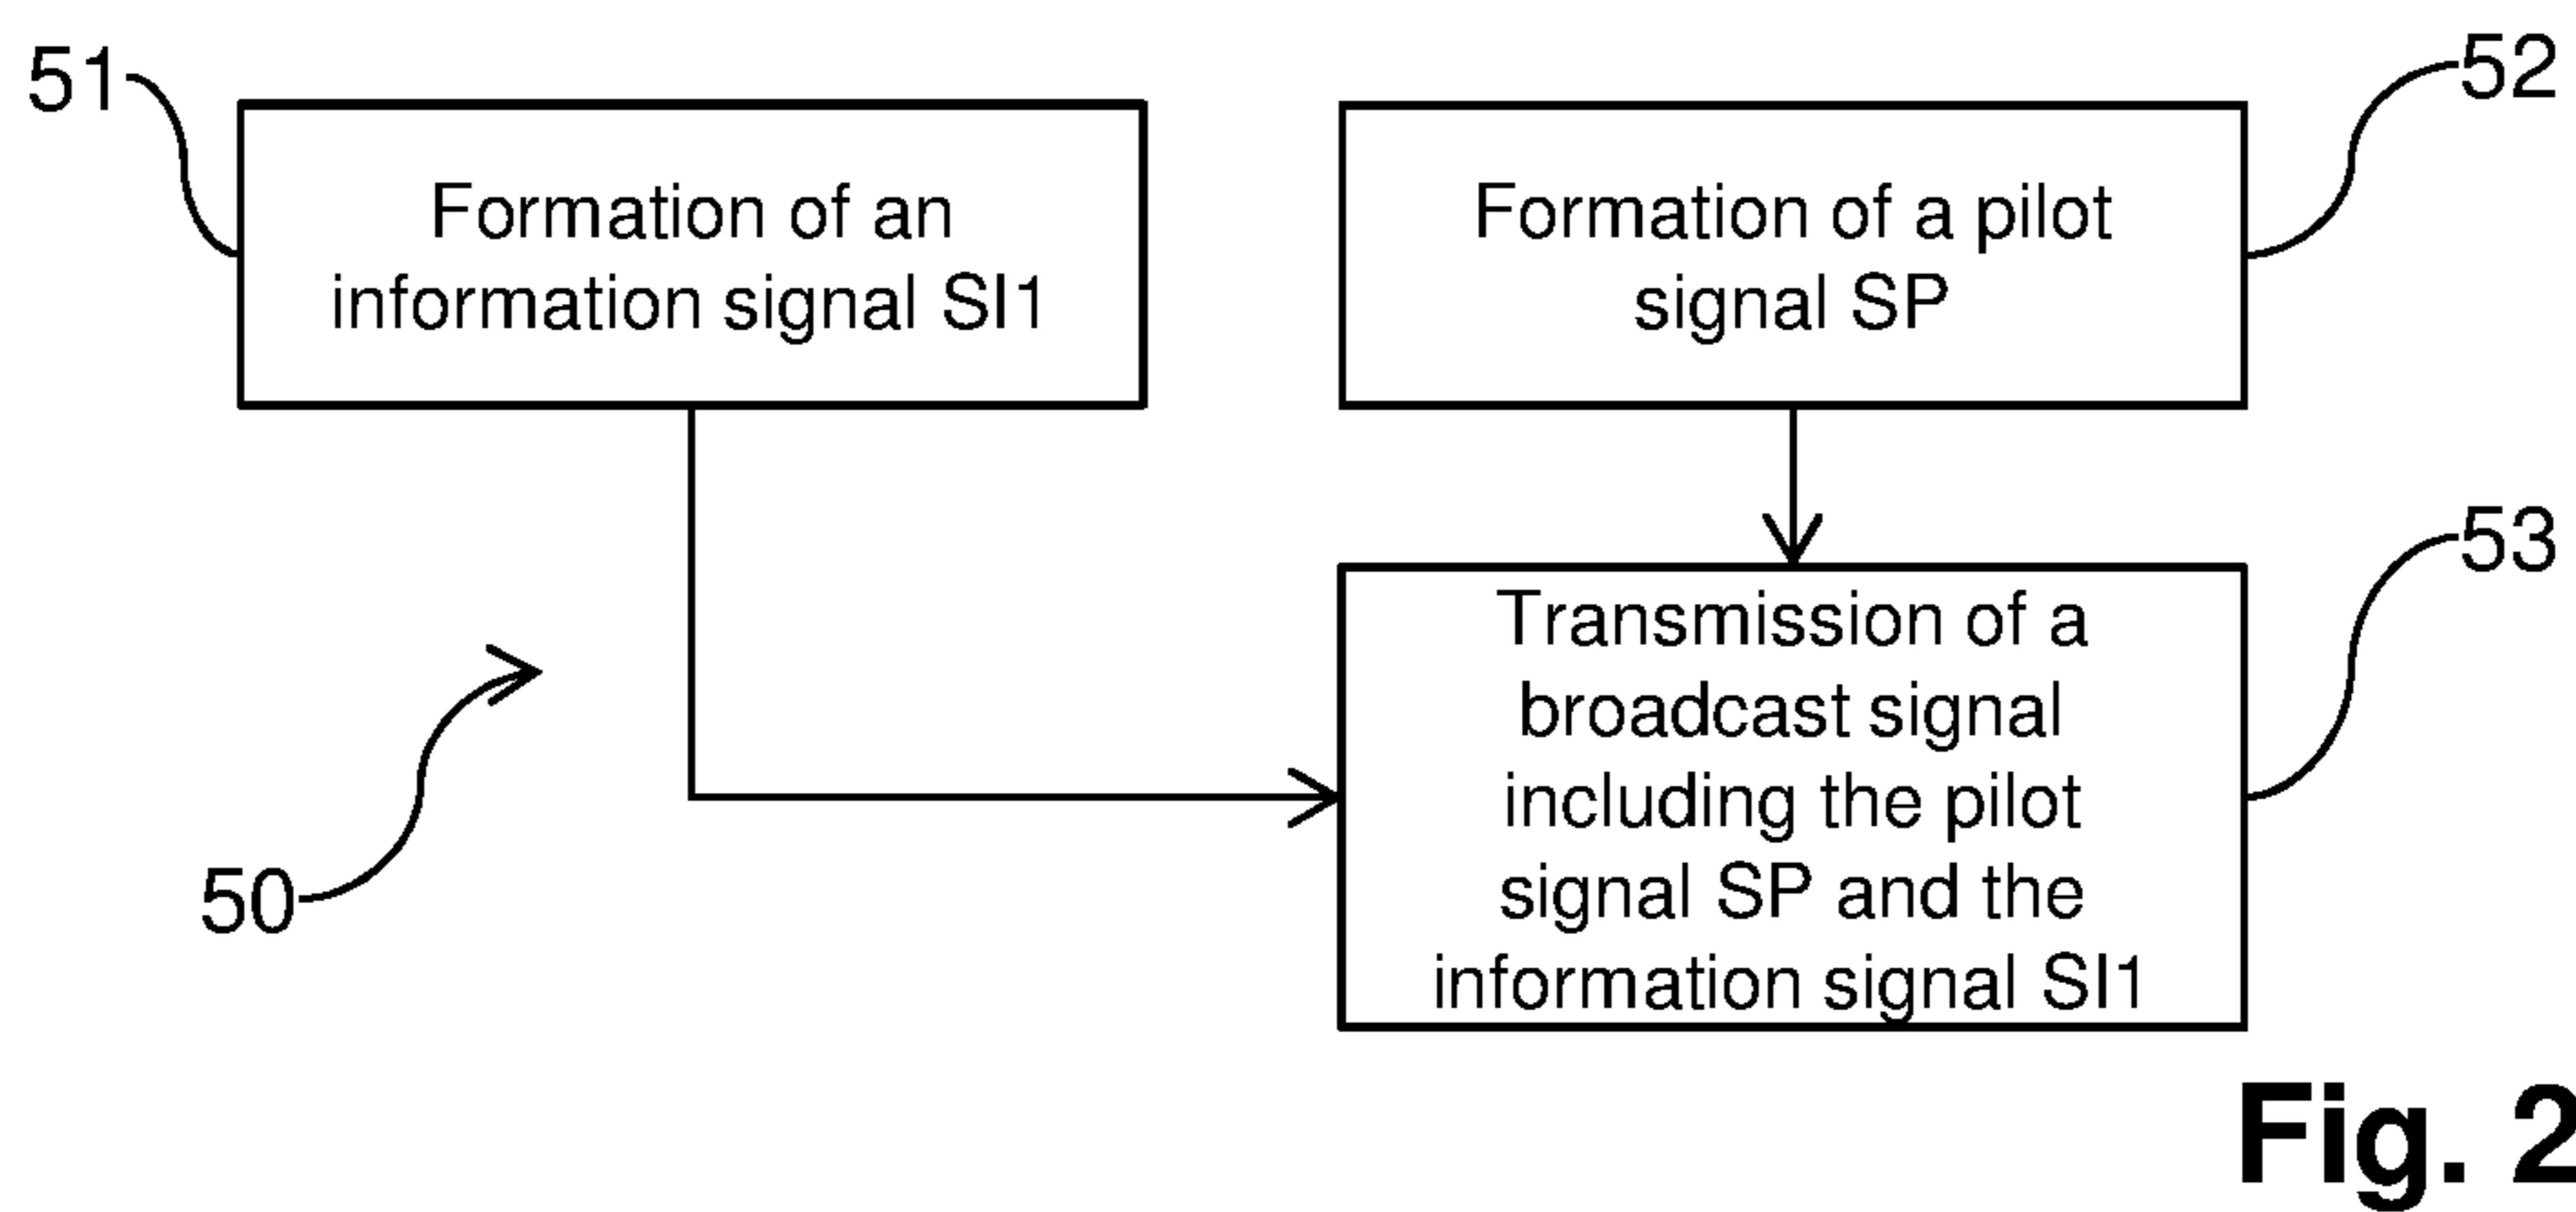 51
Formation of an
information signal SI1
52
Formation of a pilot
signal SP
53
Transmission of a
broadcast signal
including the pilot
signal SP and the
information signal SI1
50
Fig. 2